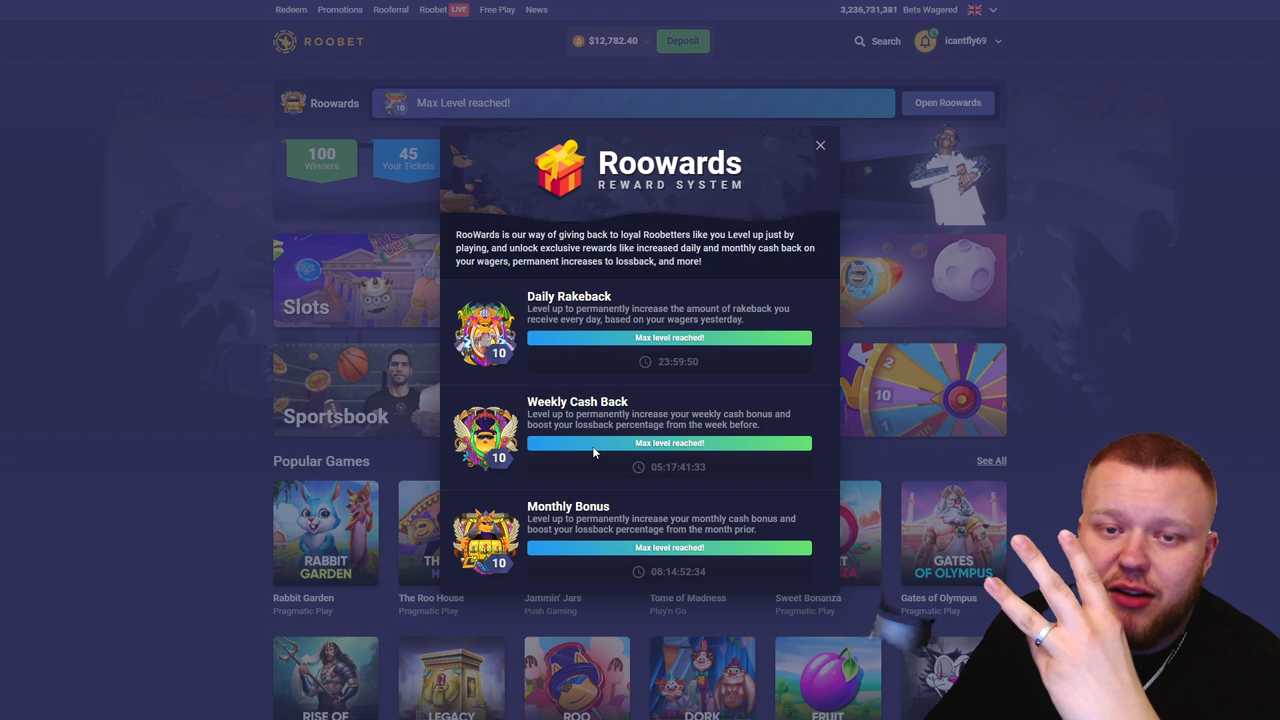 Redeem Promotions Rooferral Roobet LIVE Free Play News
3,236,731,381 Bets Wagered
ROOBET
$12,782.40
Deposit
Search
icantfly69
Roowards
10
Max Level reached!
Open Roowards
100
Winners
45
Your Tickets
Roowards
REWARD SYSTEM
RooWards is our way of giving back to loyal Roobetters like you Level up just by
playing, and unlock exclusive rewards like increased daily and monthly cash back on
your wagers, permanent increases to lossback, and more!
Slots
Daily Rakeback
Level up to permanently increase the amount of rakeback you
receive every day, based on your wagers yesterday.
Max level reached!
10
23:59:50
Sportsbook
2
10
Weekly Cash Back
Level up to permanently increase your weekly cash bonus and
boost your lossback percentage from the week before.
Max level reached!
10
05:17:41:33
Popular Games
See All
Monthly Bonus
Level up to permanently increase your monthly cash bonus and
boost your lossback percentage from the month prior.
Max level reached!
10
08:14:52:34
RABBIT
GARDEN
GATES
OF OLYMPUS
Rabbit Garden
Pragmatic Play
The Roo House
Pragmatic Play
Jammin' Jars
Push Gaming
Tome of Madness
Play'n Go
Sweet Bonanza
Pragmatic Play
Gates of Olympus
Pragmatic Play
RISE OF
LEGACY
ROO
DORK
FRUIT